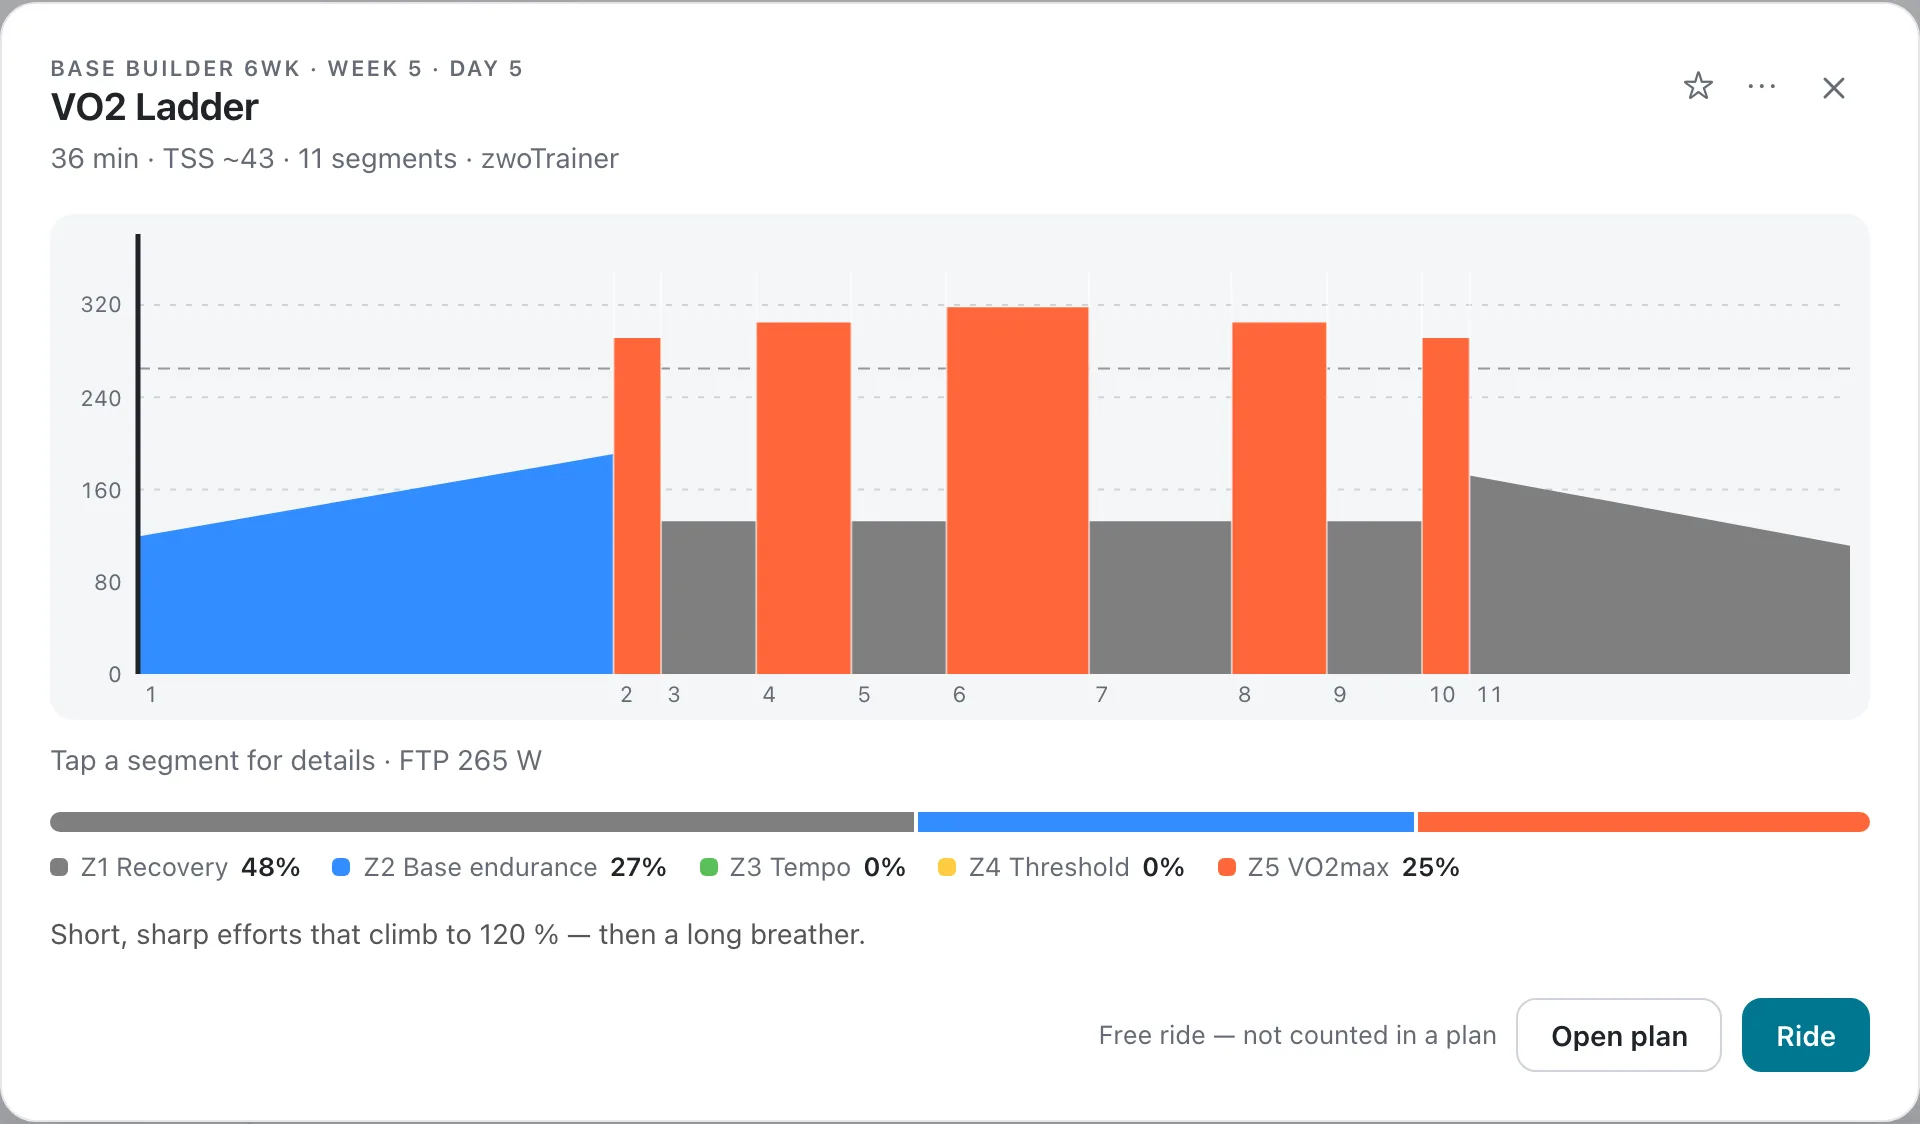 BASE BUILDER 6WK · WEEK 5 · DAY 5
VO2 Ladder
36 min · TSS ~43 · 11 segments · zwoTrainer
320
240
160
80
0
1 2 3 4 5 6 7 8 9 10 11
Tap a segment for details · FTP 265 W
Z1 Recovery 48% Z2 Base endurance 27% Z3 Tempo 0% Z4 Threshold 0% Z5 VO2max 25%
Short, sharp efforts that climb to 120 % — then a long breather.
Free ride — not counted in a plan Open plan Ride